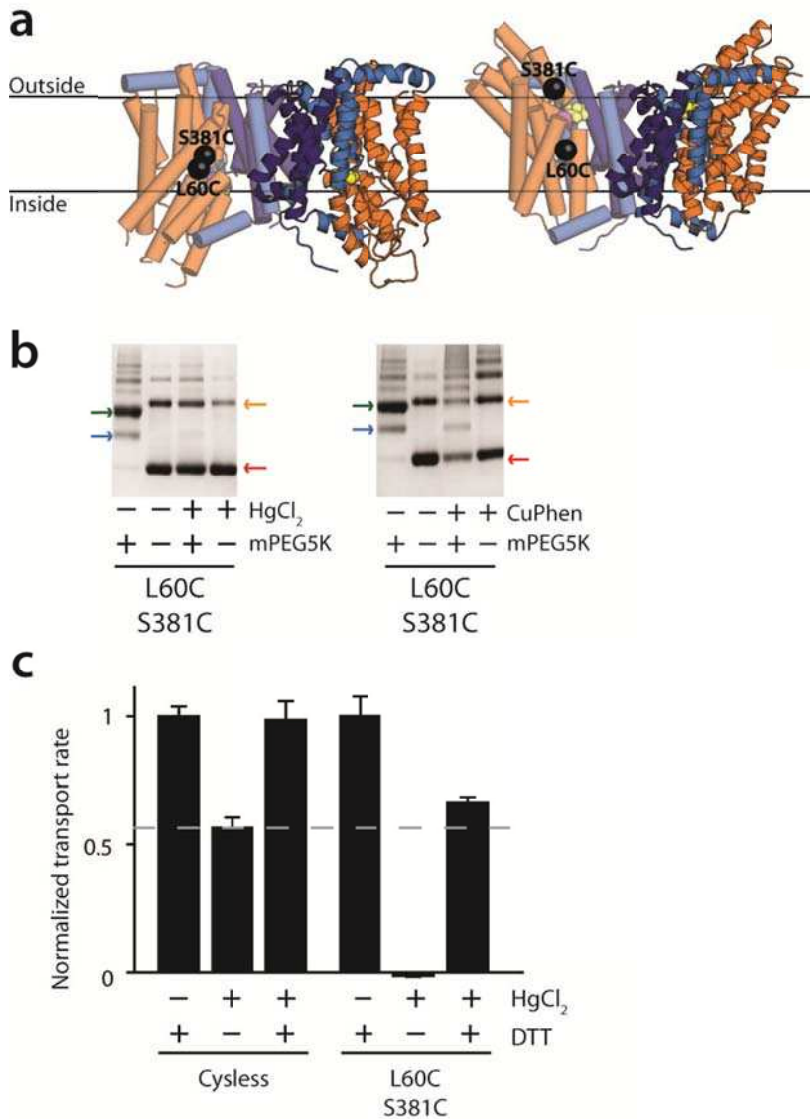 a
Outside
Inside
S381C
L60C
S381C
L60C
b
− − + + HgCl₂
+ − + − mPEG5K
L60C
S381C
− − + + CuPhen
+ − + − mPEG5K
L60C
S381C
c
Normalized transport rate
1
0.5
0
− + + − + + HgCl₂
+ − + + − + DTT
Cysless
L60C
S381C